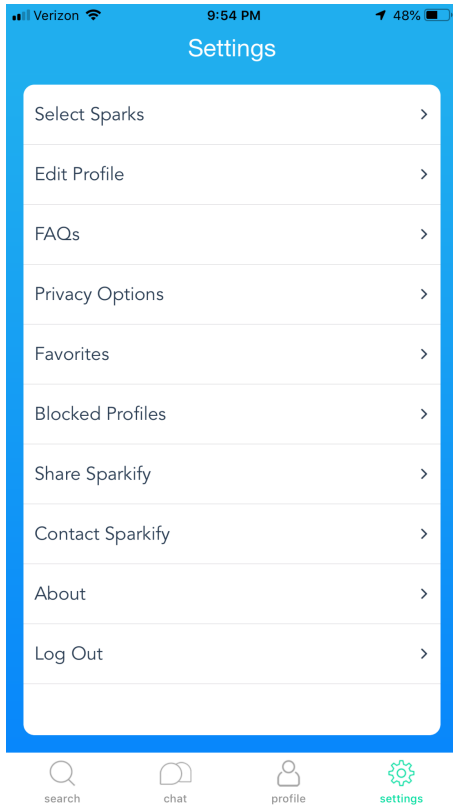 Verizon 9:54 PM 48%
Settings
Select Sparks
Edit Profile
FAQs
Privacy Options
Favorites
Blocked Profiles
Share Sparkify
Contact Sparkify
About
Log Out
search chat profile settings